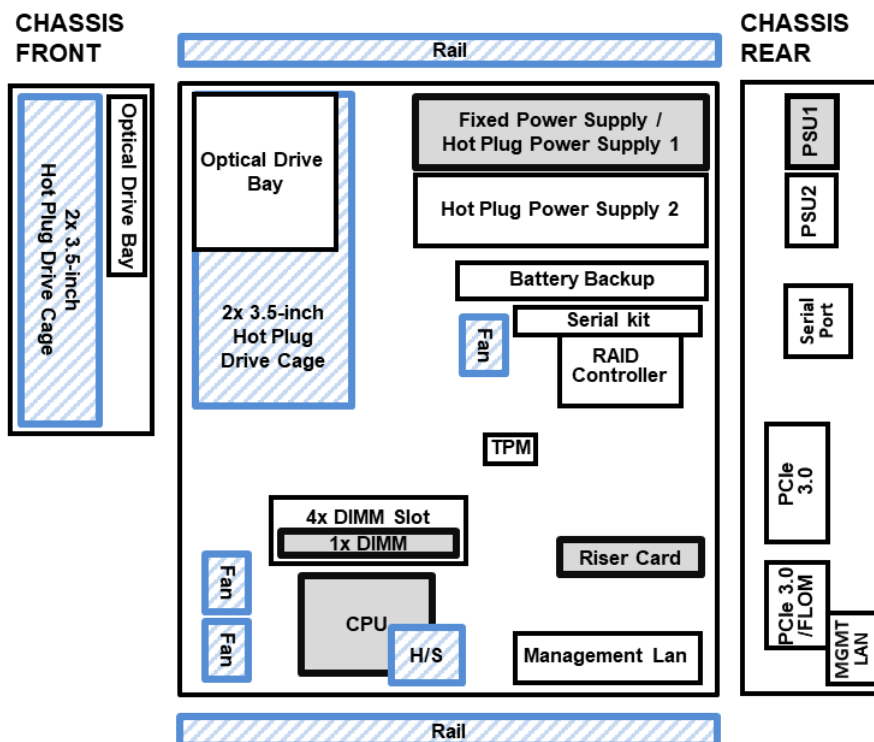 CHASSIS
FRONT
CHASSIS
REAR
Rail
2x 3.5-inch
Hot Plug Drive Cage
Optical Drive Bay
Optical Drive
Bay
2x 3.5-inch
Hot Plug
Drive Cage
Fixed Power Supply /
Hot Plug Power Supply 1
Hot Plug Power Supply 2
Battery Backup
Serial kit
Fan
RAID
Controller
TPM
4x DIMM Slot
1x DIMM
Riser Card
Fan
Fan
CPU
H/S
Management Lan
Rail
PSU1
PSU2
Serial
Port
PCIe
3.0
PCIe 3.0
/FLOM
MGMT
LAN